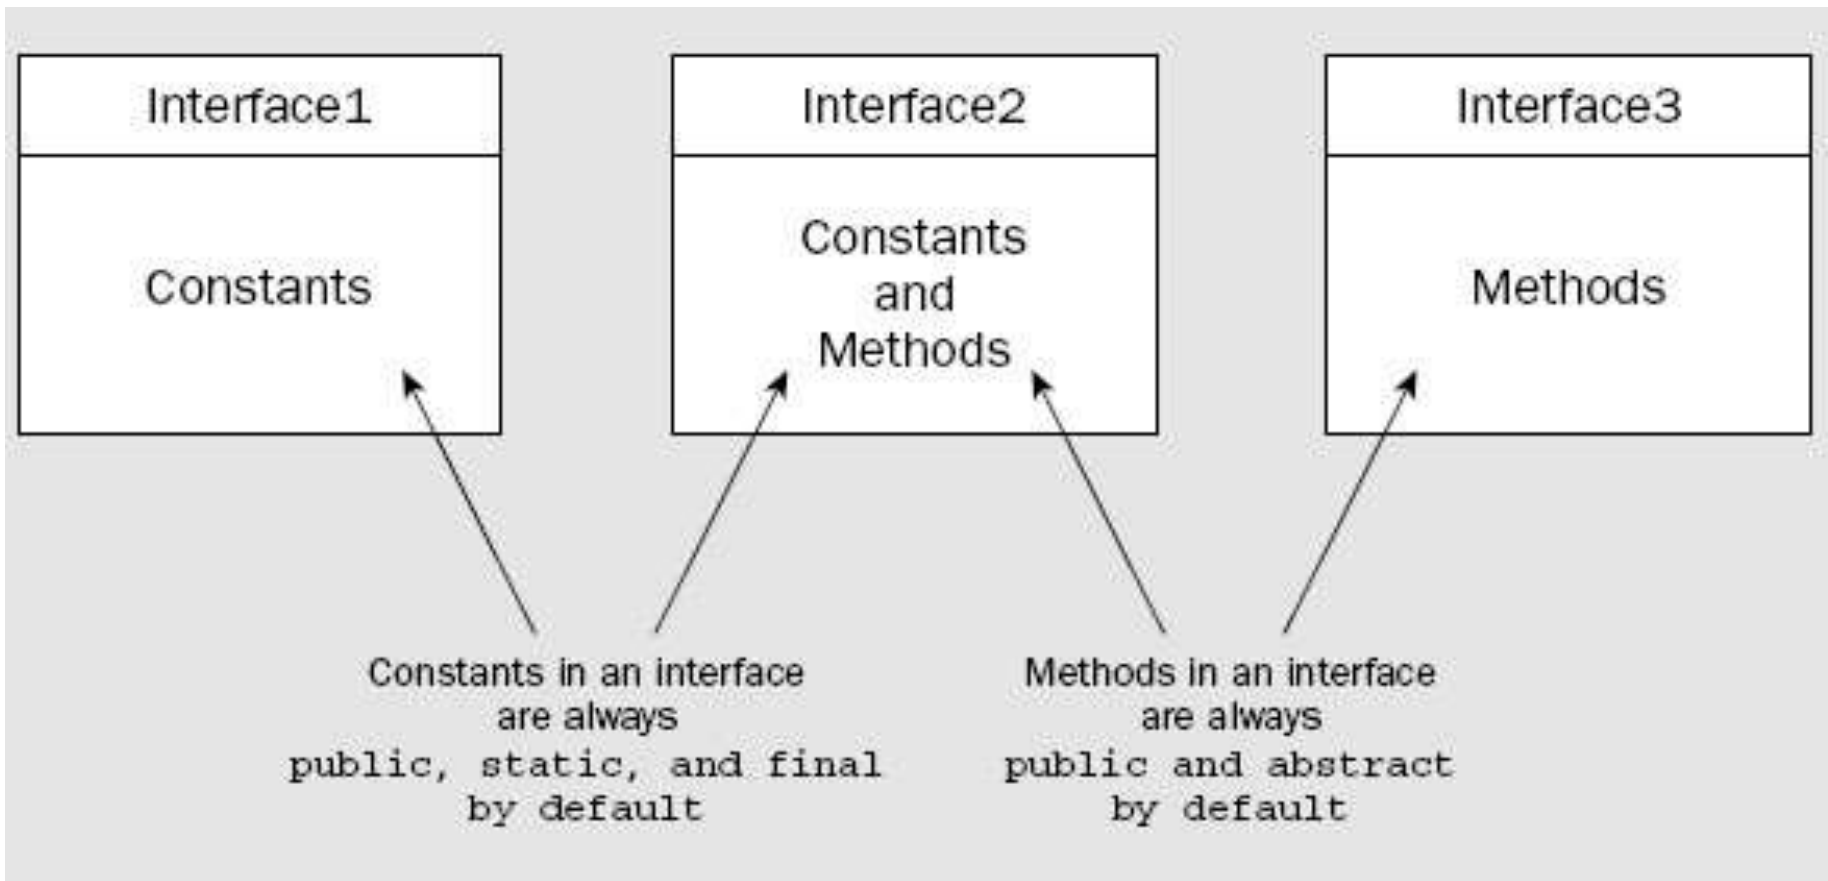 Interface1
Constants
Interface2
Constants
and
Methods
Interface3
Methods
Constants in an interface
are always
public, static, and final
by default
Methods in an interface
are always
public and abstract
by default